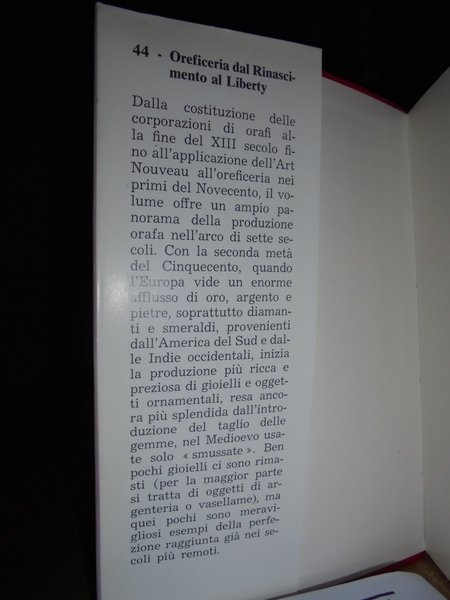 44 - Oreficeria dal Rinasci-
mento al Liberty
Dalla costituzione delle
corporazioni di orafi al-
la fine del XIII secolo fi-
no all'applicazione dell'Art
Nouveau all'oreficeria nei
primi del Novecento, il vo-
lume offre un ampio pa-
norama della produzione
orafa nell'arco di sette se-
coli. Con la seconda metà
del Cinquecento, quando
l'Europa vide un enorme
afflusso di oro, argento e
pietre, soprattutto diaman-
ti e smeraldi, provenienti
dall'America del Sud e dal-
le Indie occidentali, inizia
la produzione più ricca e
preziosa di gioielli e ogget-
ti ornamentali, resa anco-
ra più splendida dall'intro-
duzione del taglio delle
gemme, nel Medioevo usa-
te solo « smussate ». Ben
pochi gioielli ci sono rima-
sti (per la maggior parte
si tratta di oggetti di ar-
genteria o vasellame), ma
quei pochi sono meravi-
gliosi esempi della perfe-
zione raggiunta già nei se-
coli più remoti.